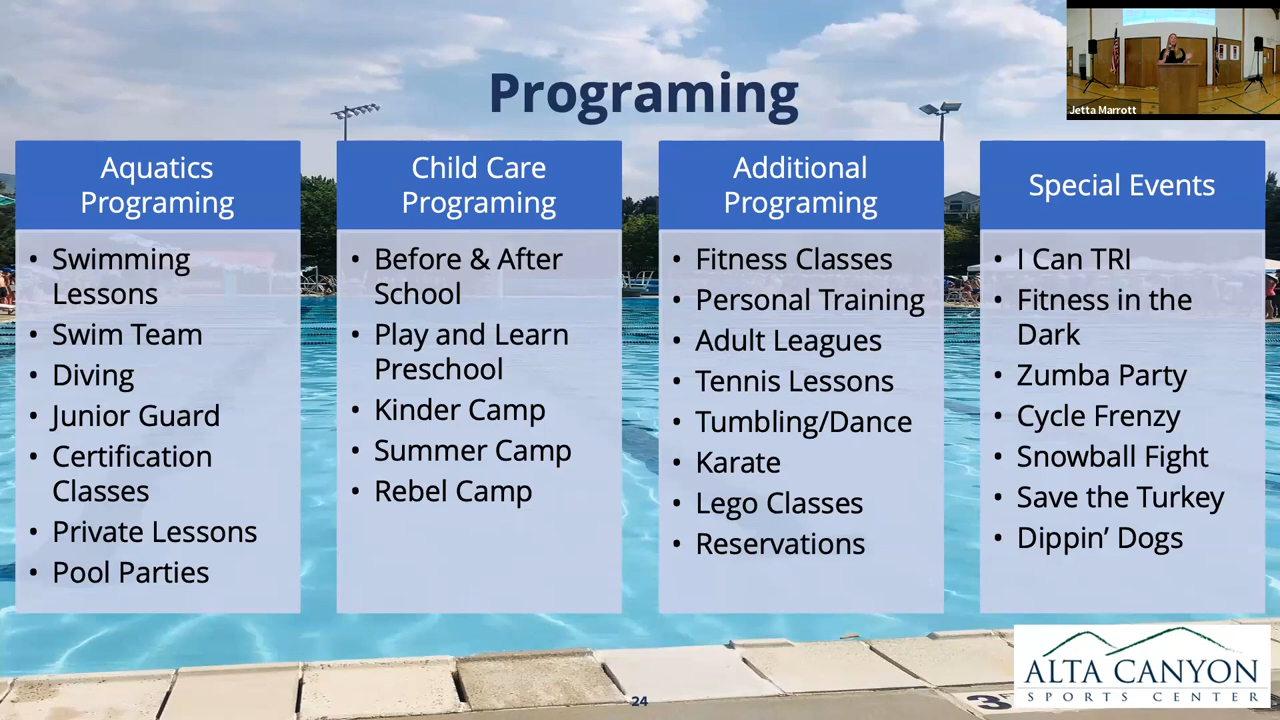 Programing
Jetta Marrott
Aquatics
Programing
• Swimming
Lessons
• Swim Team
• Diving
• Junior Guard
• Certification
Classes
• Private Lessons
• Pool Parties
Child Care
Programing
• Before & After
School
• Play and Learn
Preschool
• Kinder Camp
• Summer Camp
• Rebel Camp
Additional
Programing
• Fitness Classes
• Personal Training
• Adult Leagues
• Tennis Lessons
• Tumbling/Dance
• Karate
• Lego Classes
• Reservations
Special Events
• I Can TRI
• Fitness in the
Dark
• Zumba Party
• Cycle Frenzy
• Snowball Fight
• Save the Turkey
• Dippin’ Dogs
24
ALTA CANYON
SPORTS CENTER